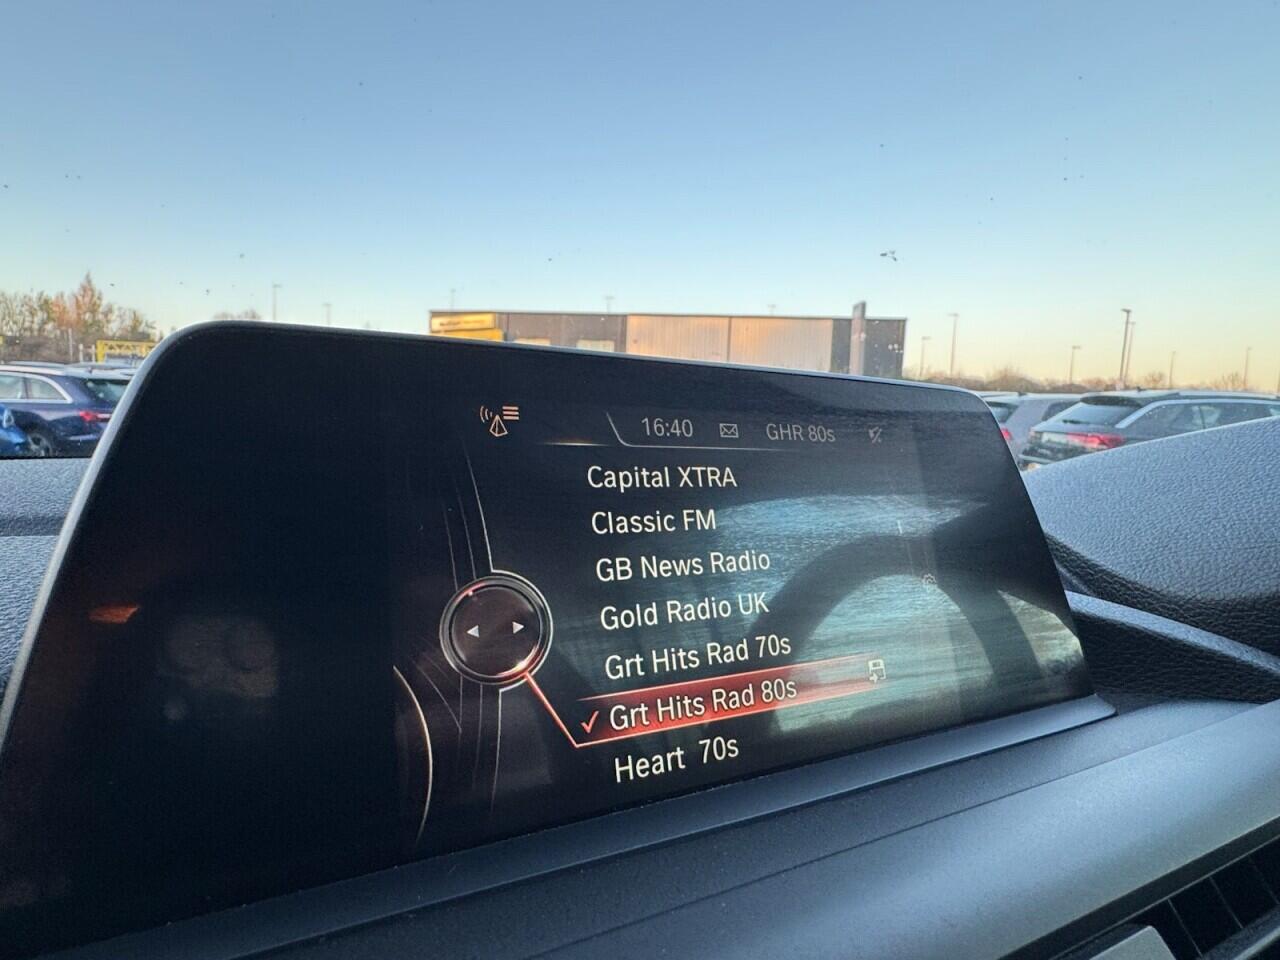 16:40 GHR 80s
Capital XTRA
Classic FM
GB News Radio
Gold Radio UK
Grt Hits Rad 70s
Grt Hits Rad 80s
Heart 70s